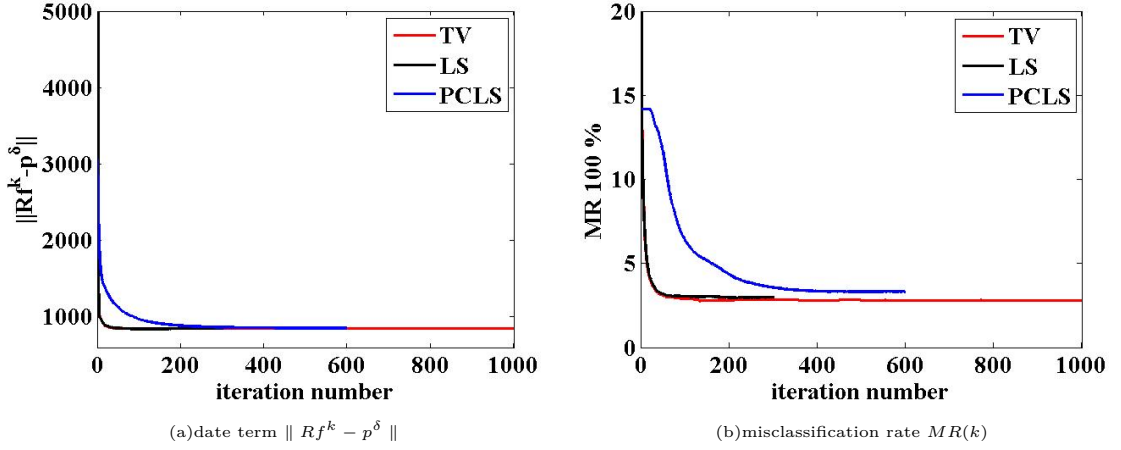 5000
4000
3000
2000
1000
0
200
400
600
800
1000
iteration number
||Rf^k-p^δ||
TV
LS
PCLS
(a)date term ∥ Rf^k − p^δ ∥
20
15
10
5
0
0
200
400
600
800
1000
iteration number
MR 100 %
TV
LS
PCLS
(b)misclassification rate MR(k)